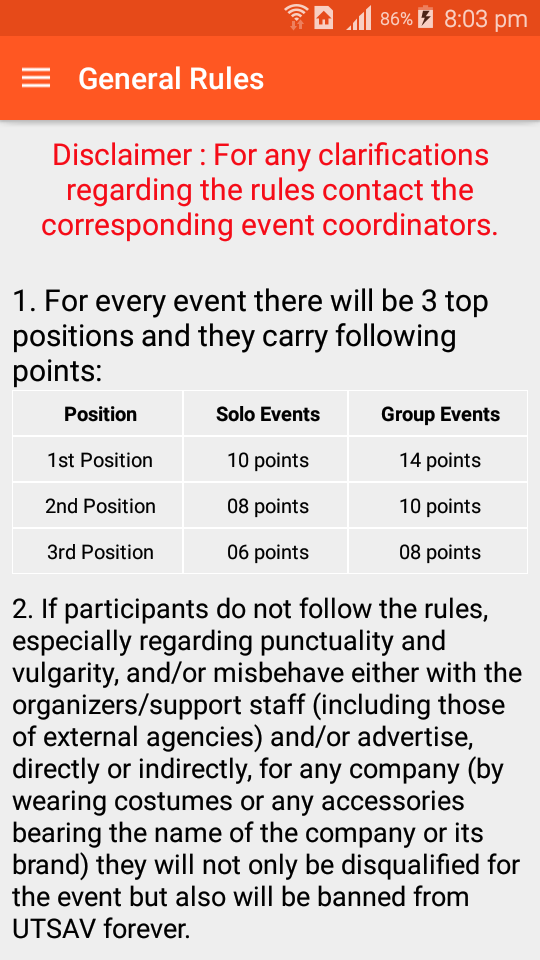 86% 8:03 pm
General Rules
Disclaimer : For any clarifications
regarding the rules contact the
corresponding event coordinators.
1. For every event there will be 3 top
positions and they carry following
points:
Position Solo Events Group Events
1st Position 10 points 14 points
2nd Position 08 points 10 points
3rd Position 06 points 08 points
2. If participants do not follow the rules,
especially regarding punctuality and
vulgarity, and/or misbehave either with the
organizers/support staff (including those
of external agencies) and/or advertise,
directly or indirectly, for any company (by
wearing costumes or any accessories
bearing the name of the company or its
brand) they will not only be disqualified for
the event but also will be banned from
UTSAV forever.